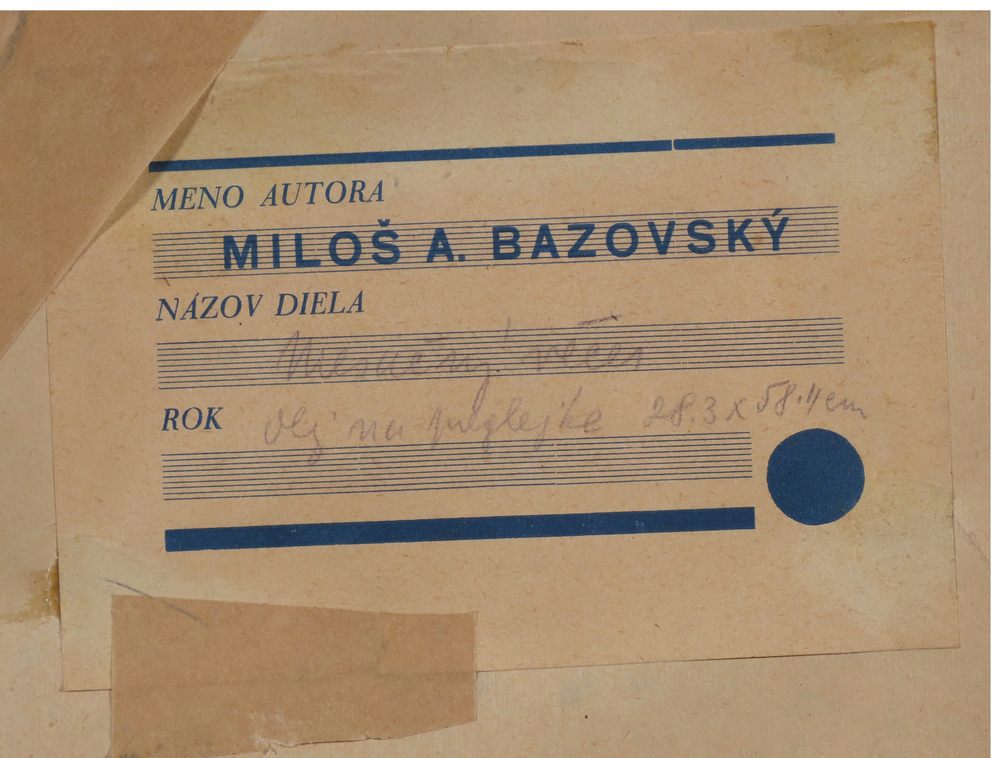 MENO AUTORA
MILOŠ A. BAZOVSKÝ
NÁZOV DIELA
Mesačný večer
ROK
olej na preglejke 28.3 x 58.4 cm